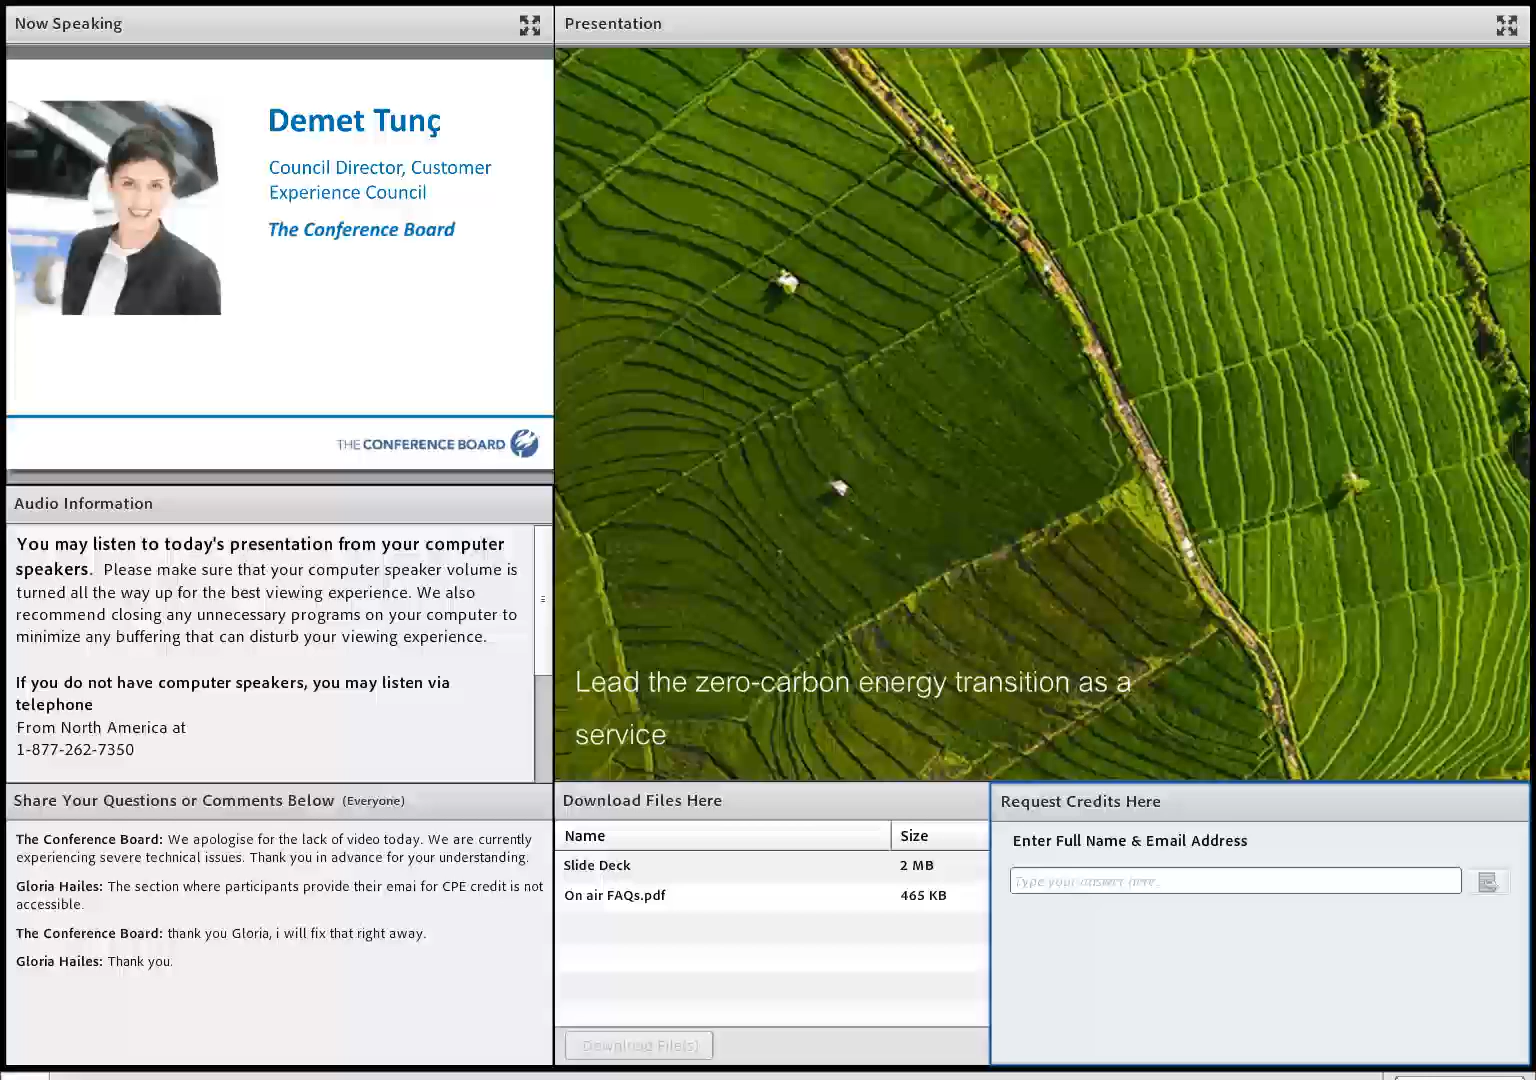 Now Speaking
Demet Tunç
Council Director, Customer
Experience Council
The Conference Board
THE CONFERENCE BOARD
Audio Information
You may listen to today's presentation from your computer
speakers. Please make sure that your computer speaker volume is
turned all the way up for the best viewing experience. We also
recommend closing any unnecessary programs on your computer to
minimize any buffering that can disturb your viewing experience.
If you do not have computer speakers, you may listen via
telephone
From North America at
1-877-262-7350
Share Your Questions or Comments Below (Everyone)
The Conference Board: We apologise for the lack of video today. We are currently
experiencing severe technical issues. Thank you in advance for your understanding.
Gloria Hailes: The section where participants provide their emai for CPE credit is not
accessible.
The Conference Board: thank you Gloria, i will fix that right away.
Gloria Hailes: Thank you.
Presentation
Lead the zero-carbon energy transition as a
service
Download Files Here
Name Size
Slide Deck 2 MB
On air FAQs.pdf 465 KB
Download File(s)
Request Credits Here
Enter Full Name & Email Address
Type your answer here.